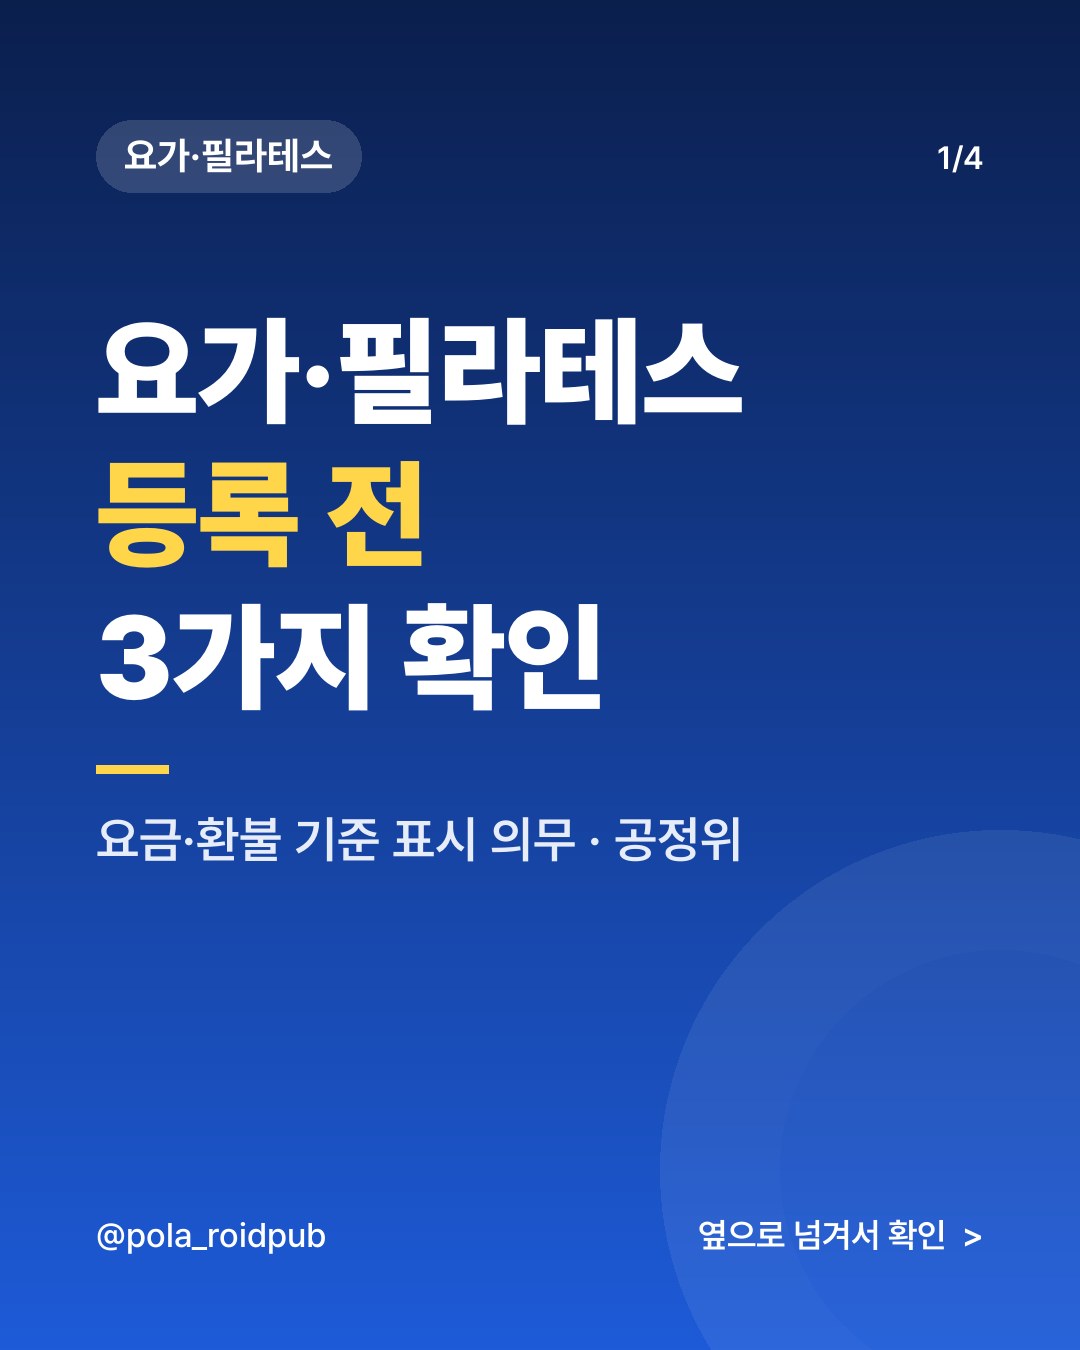 요가·필라테스
1/4
요가·필라테스
등록 전
3가지 확인
요금·환불 기준 표시 의무 · 공정위
@pola_roidpub
옆으로 넘겨서 확인 >